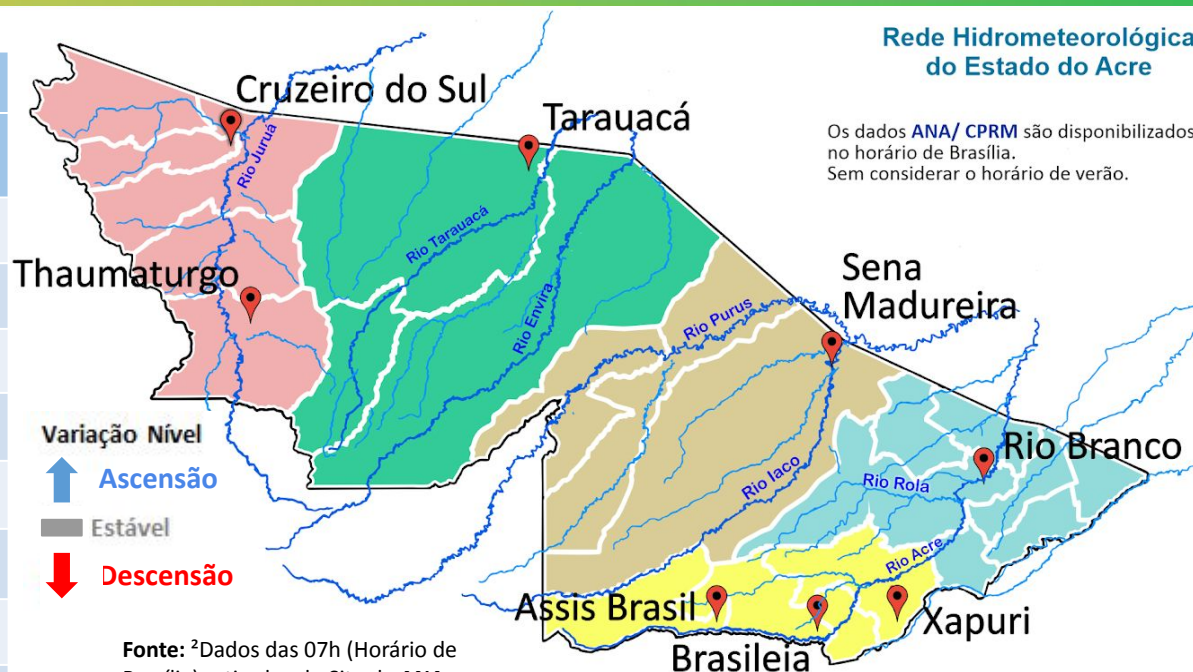 Rede Hidrometeorológica
do Estado do Acre
Os dados ANA/ CPRM são disponibilizados
no horário de Brasília.
Sem considerar o horário de verão.
Cruzeiro do Sul
Tarauacá
Rio Juruá
Rio Tarauacá
Thaumaturgo
Rio Envira
Sena
Madureira
Rio Purus
Variação Nível
Ascensão
Estável
Descensão
Rio Branco
Rio Iaco
Rio Rola
Rio Acre
Assis Brasil
Xapuri
Brasileia
Fonte: ²Dados das 07h (Horário de